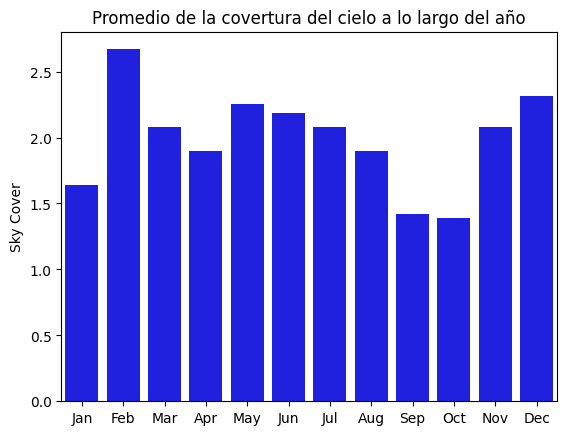 Promedio de la covertura del cielo a lo largo del año
Sky Cover
2.5
2.0
1.5
1.0
0.5
0.0
Jan Feb Mar Apr May Jun Jul Aug Sep Oct Nov Dec